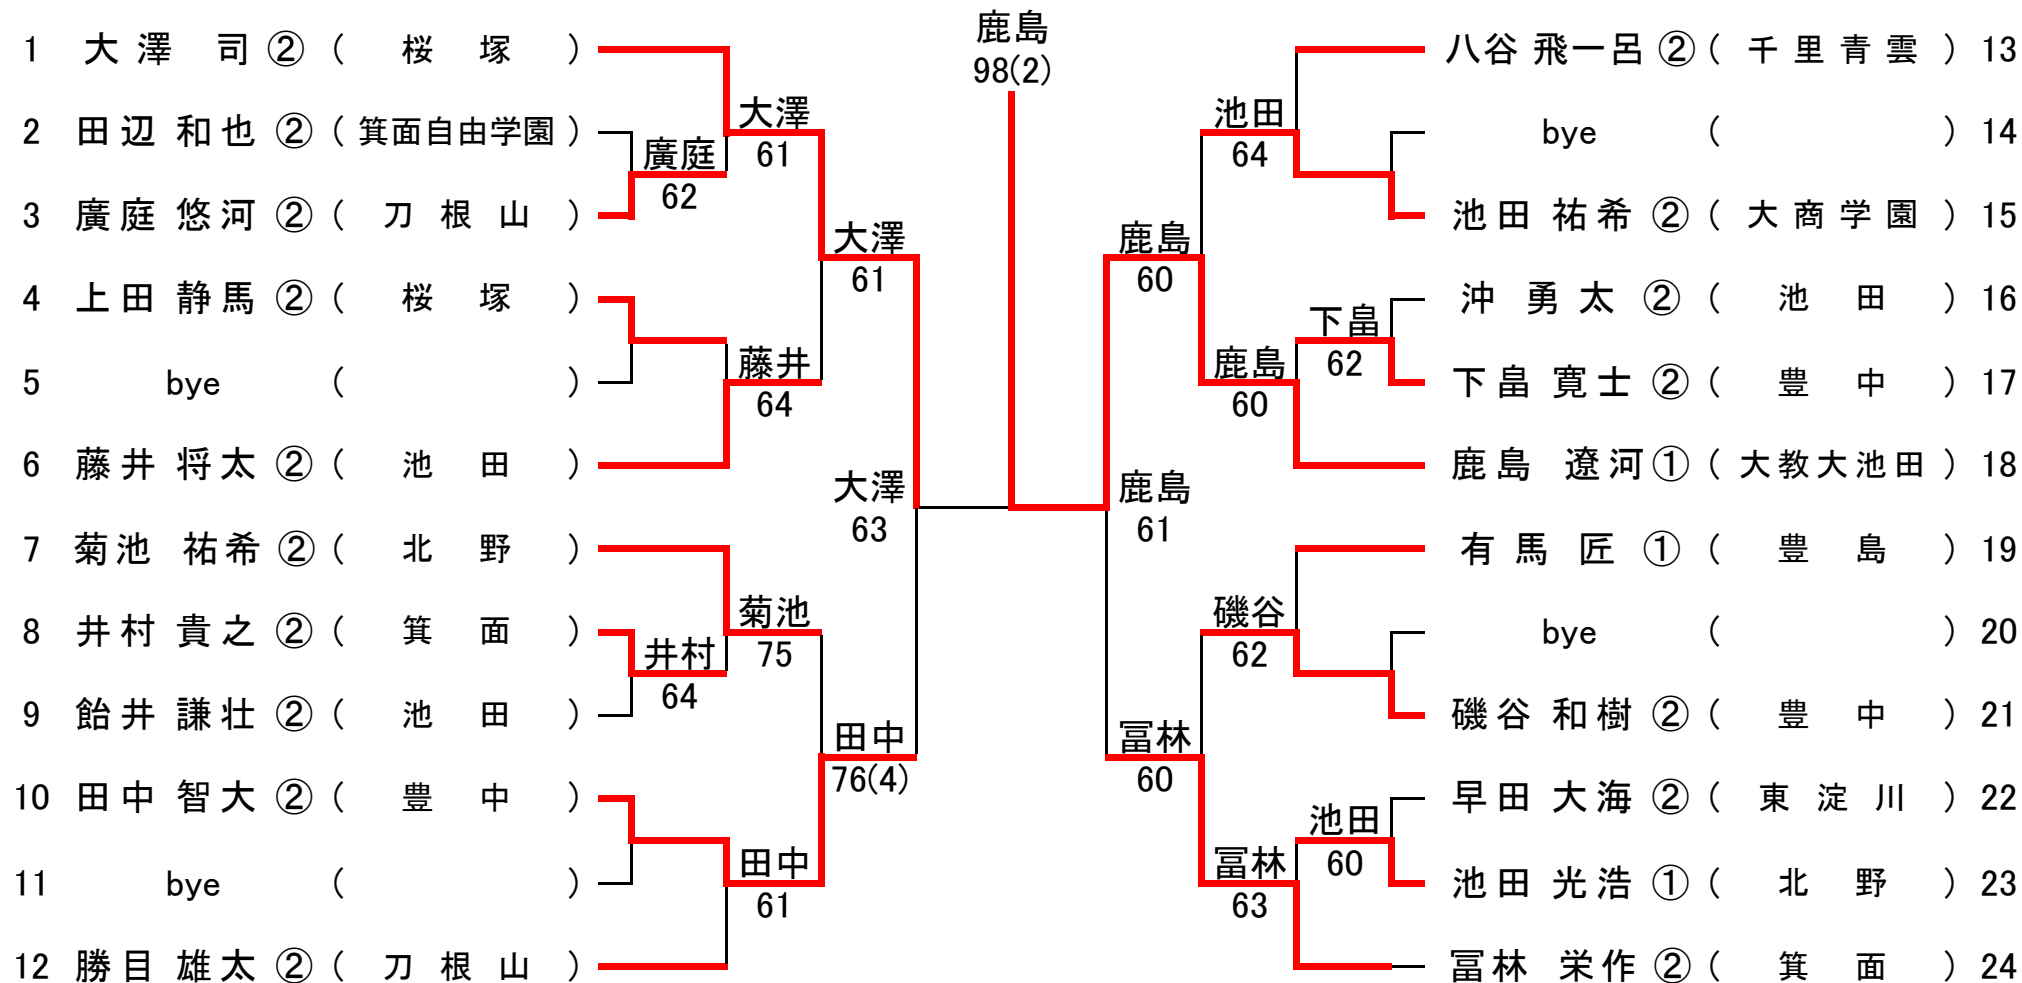 鹿島
98(2)
1 大澤 司 ② ( 桜塚 )
2 田辺 和也 ② ( 箕面自由学園 )
3 廣庭 悠河 ② ( 刀根山 )
4 上田 静馬 ② ( 桜塚 )
5 bye ( )
6 藤井 将太 ② ( 池田 )
7 菊池 祐希 ② ( 北野 )
8 井村 貴之 ② ( 箕面 )
9 飴井 謙壮 ② ( 池田 )
10 田中 智大 ② ( 豊中 )
11 bye ( )
12 勝目 雄太 ② ( 刀根山 )
廣庭
62
井村
64
大澤
61
藤井
64
菊池
75
田中
61
大澤
61
田中
76(4)
大澤
63
鹿島
61
鹿島
60
冨林
60
池田
64
鹿島
60
磯谷
62
冨林
63
下畠
62
池田
60
八谷 飛一呂 ② ( 千里青雲 ) 13
bye ( ) 14
池田 祐希 ② ( 大商学園 ) 15
沖 勇太 ② ( 池田 ) 16
下畠 寛士 ② ( 豊中 ) 17
鹿島 遼河 ① ( 大教大池田 ) 18
有馬 匠 ① ( 豊島 ) 19
bye ( ) 20
磯谷 和樹 ② ( 豊中 ) 21
早田 大海 ② ( 東淀川 ) 22
池田 光浩 ① ( 北野 ) 23
冨林 栄作 ② ( 箕面 ) 24